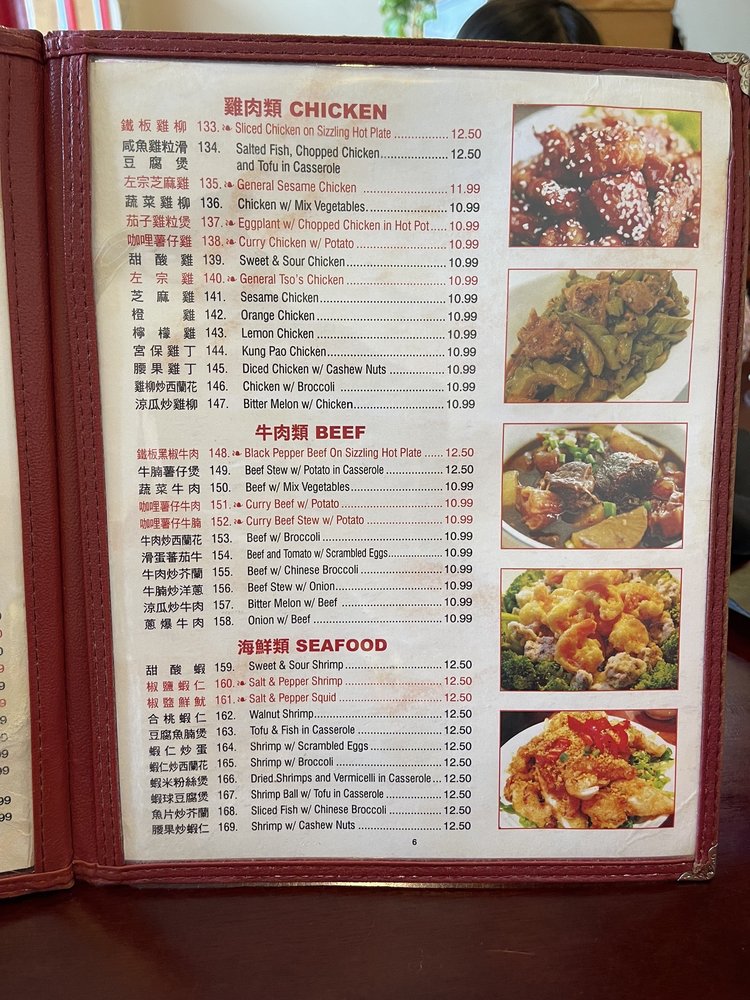 雞肉類 CHICKEN
鐵板雞柳 133. Sliced Chicken on Sizzling Hot Plate 12.50
咸魚雞粒滑豆腐煲 134. Salted Fish, Chopped Chicken 12.50
and Tofu in Casserole
左宗芝麻雞 135. General Sesame Chicken 11.99
蔬菜雞柳 136. Chicken w/ Mix Vegetables 10.99
茄子雞粒煲 137. Eggplant w/ Chopped Chicken in Hot Pot 10.99
咖哩薯仔雞 138. Curry Chicken w/ Potato 10.99
甜酸雞 139. Sweet & Sour Chicken 10.99
左宗雞 140. General Tso's Chicken 10.99
芝麻雞 141. Sesame Chicken 10.99
橙雞 142. Orange Chicken 10.99
檸檬雞 143. Lemon Chicken 10.99
宮保雞丁 144. Kung Pao Chicken 10.99
腰果雞丁 145. Diced Chicken w/ Cashew Nuts 10.99
雞柳炒西蘭花 146. Chicken w/ Broccoli 10.99
涼瓜炒雞柳 147. Bitter Melon w/ Chicken 10.99
牛肉類 BEEF
鐵板黑椒牛肉 148. Black Pepper Beef On Sizzling Hot Plate 12.50
牛腩薯仔煲 149. Beef Stew w/ Potato in Casserole 12.50
蔬菜牛肉 150. Beef w/ Mix Vegetables 10.99
咖哩薯仔牛肉 151. Curry Beef w/ Potato 10.99
咖哩薯仔牛腩 152. Curry Beef Stew w/ Potato 10.99
牛肉炒西蘭花 153. Beef w/ Broccoli 10.99
滑蛋蕃茄牛 154. Beef and Tomato w/ Scrambled Eggs 10.99
牛肉炒芥蘭 155. Beef w/ Chinese Broccoli 10.99
牛腩炒洋蔥 156. Beef Stew w/ Onion 10.99
涼瓜炒牛肉 157. Bitter Melon w/ Beef 10.99
蔥爆牛肉 158. Onion w/ Beef 10.99
海鮮類 SEAFOOD
甜酸蝦 159. Sweet & Sour Shrimp 12.50
椒鹽蝦仁 160. Salt & Pepper Shrimp 12.50
椒鹽鮮魷 161. Salt & Pepper Squid 12.50
合桃蝦仁 162. Walnut Shrimp 12.50
豆腐魚腩煲 163. Tofu & Fish in Casserole 12.50
蝦仁炒蛋 164. Shrimp w/ Scrambled Eggs 12.50
蝦仁炒西蘭花 165. Shrimp w/ Broccoli 12.50
蝦米粉絲煲 166. Dried.Shrimps and Vermicelli in Casserole 12.50
蝦球豆腐煲 167. Shrimp Ball w/ Tofu in Casserole 12.50
魚片炒芥蘭 168. Sliced Fish w/ Chinese Broccoli 12.50
腰果炒蝦仁 169. Shrimp w/ Cashew Nuts 12.50
6